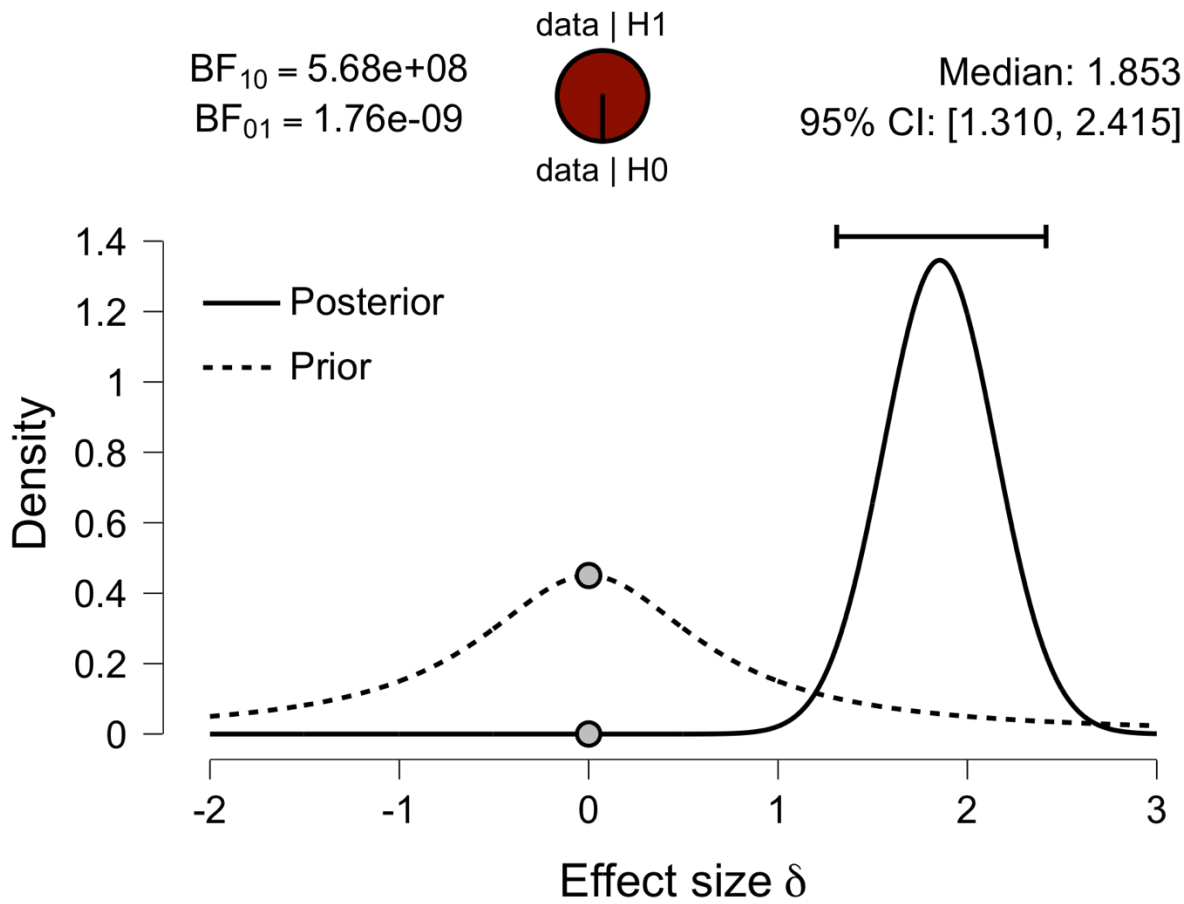 data | H1
BF10 = 5.68e+08
BF01 = 1.76e-09
Median: 1.853
95% CI: [1.310, 2.415]
data | H0
1.4
1.2
1
0.8
0.6
0.4
0.2
0
Density
Posterior
Prior
-2
-1
0
1
2
3
Effect size δ